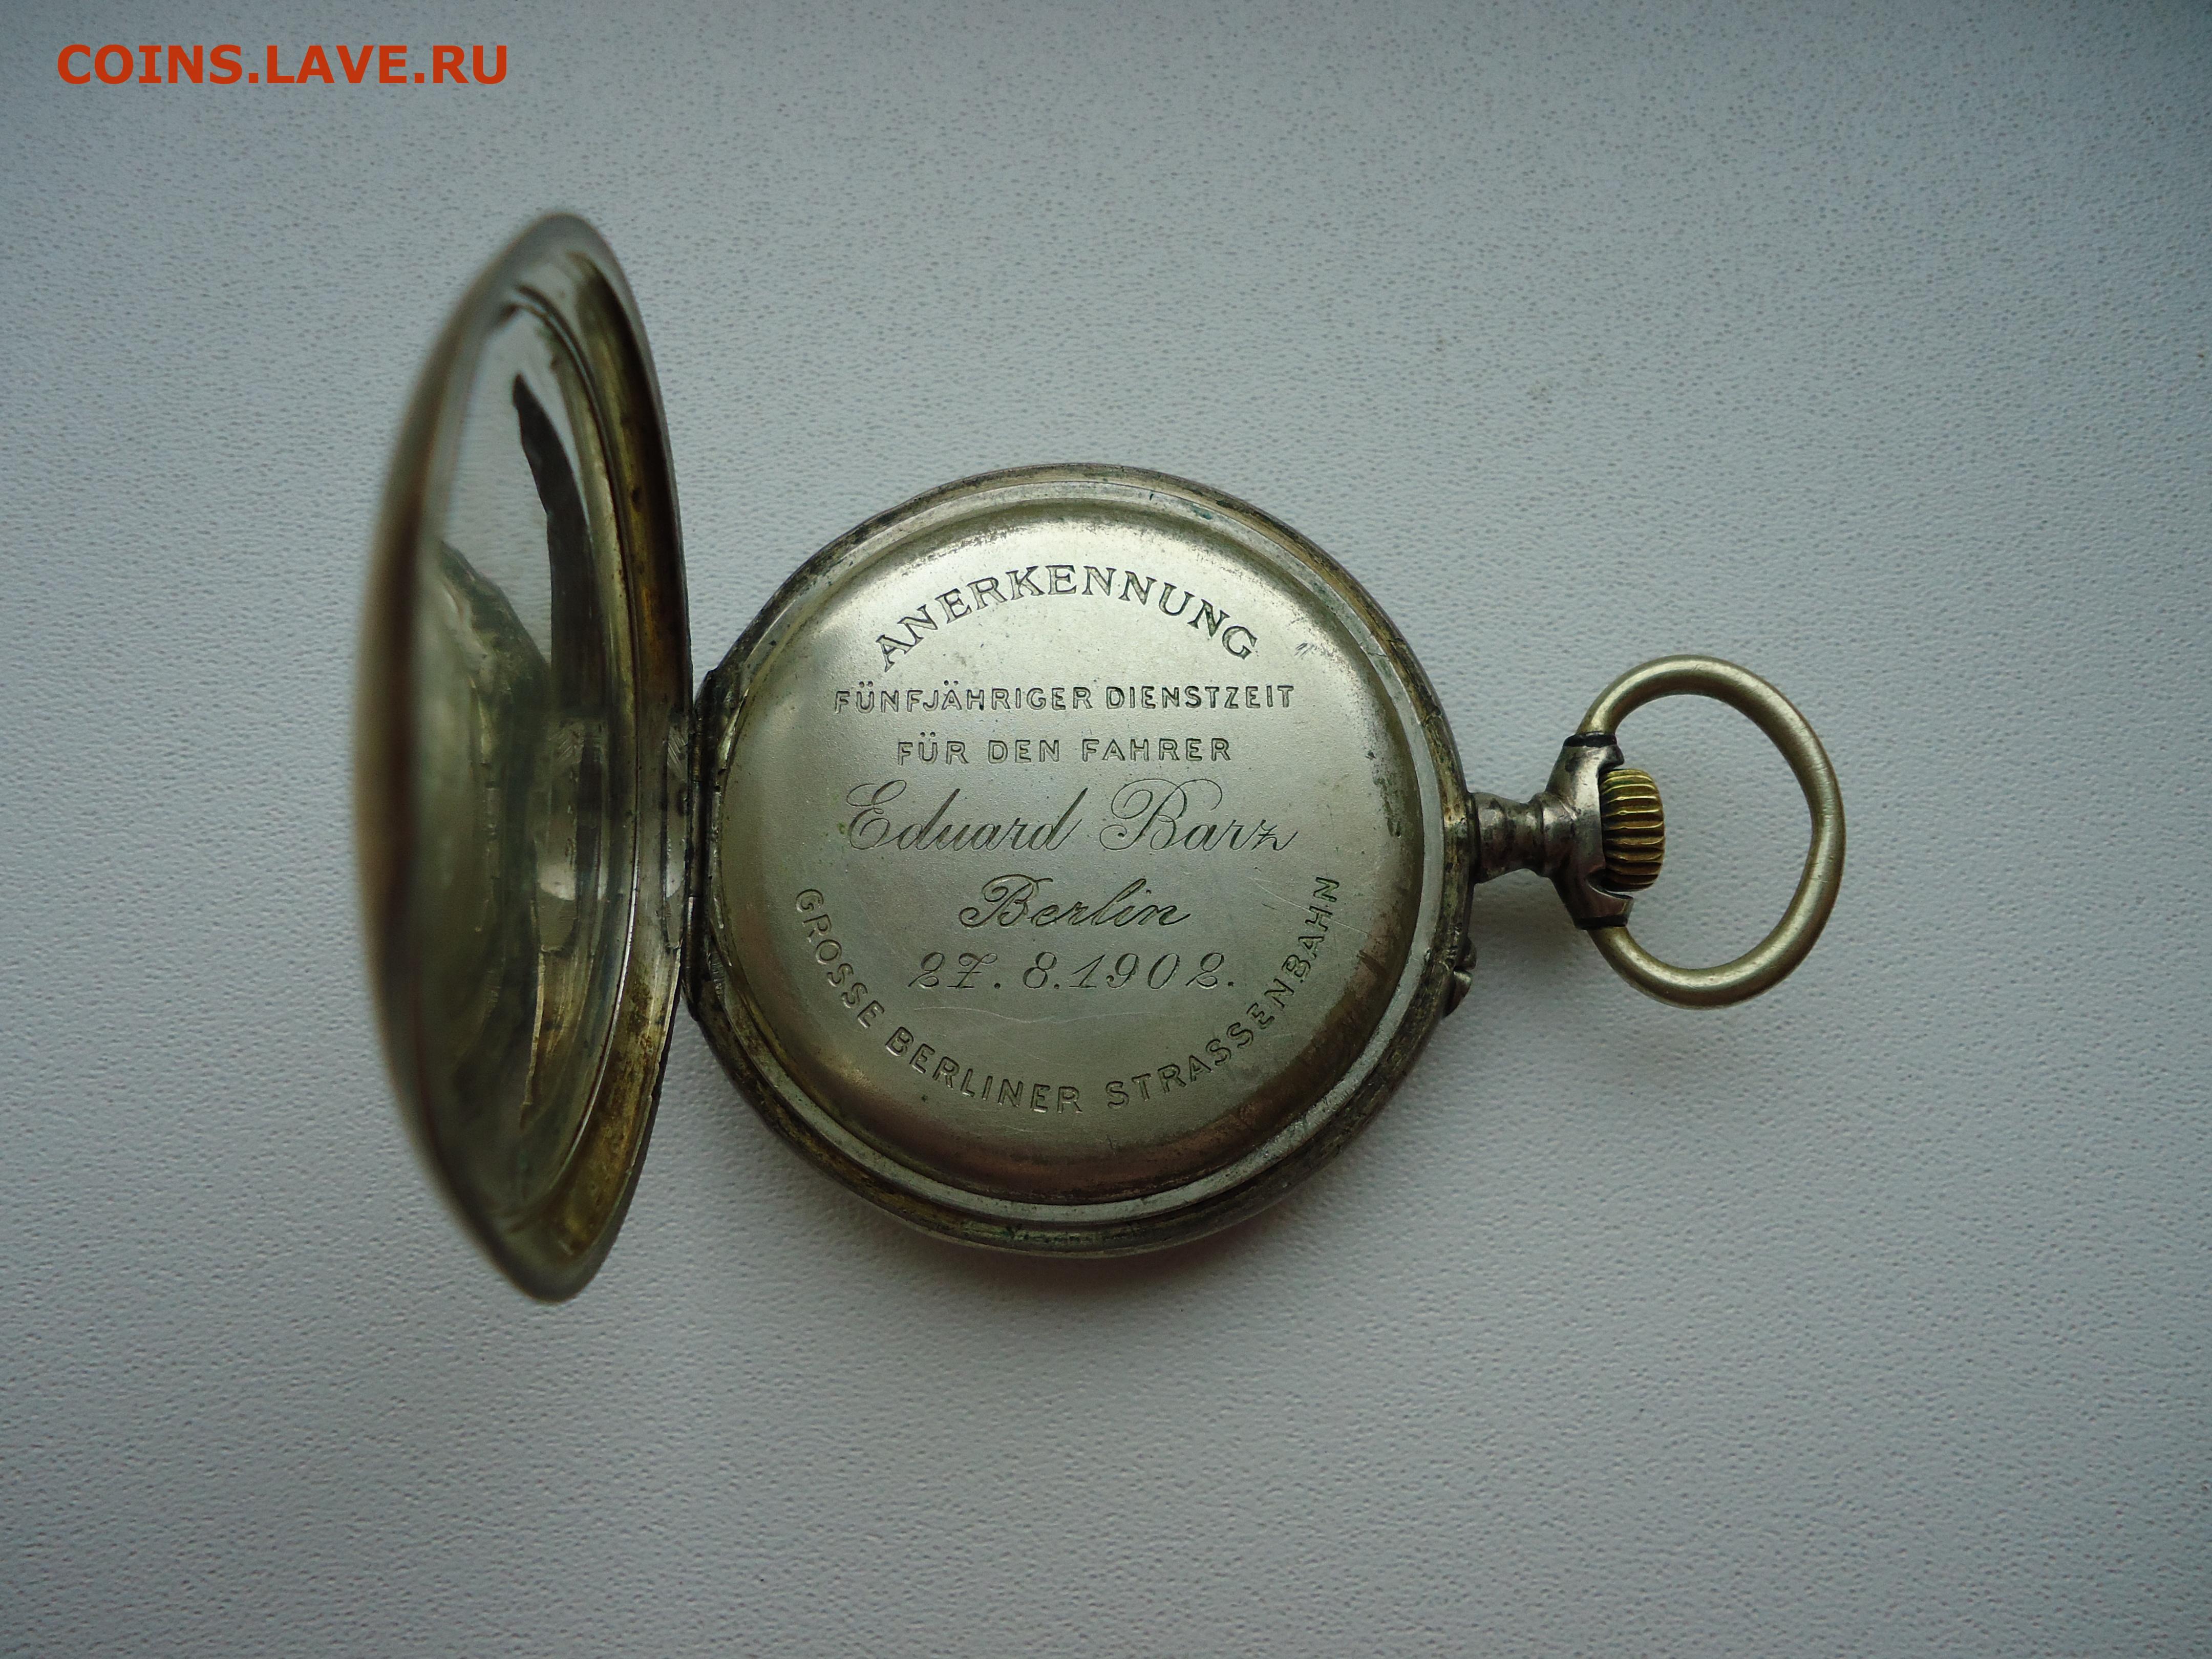 COINS.LAVE.RU
ANERKENNUNG
FÜNFJÄHRIGER DIENSTZEIT
FÜR DEN FAHRER
Eduard Barz
Berlin
27.8.1902.
GROSSE BERLINER STRASSENBAHN